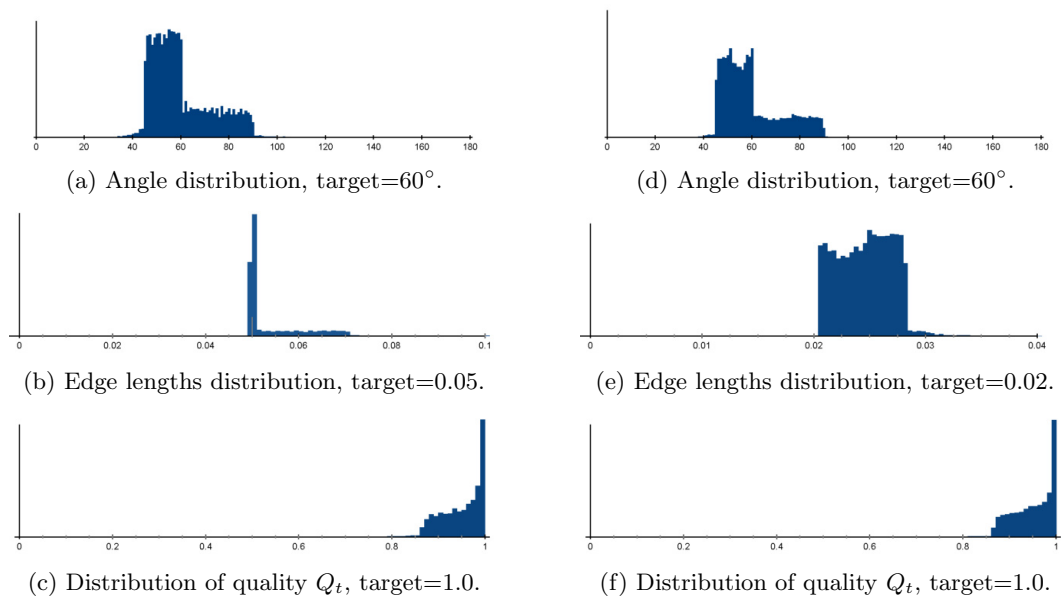 0 20 40 60 80 100 120 140 160 180
(a) Angle distribution, target=60°.
0 0.02 0.04 0.06 0.08 0.1
(b) Edge lengths distribution, target=0.05.
0 0.2 0.4 0.6 0.8 1
(c) Distribution of quality Qₜ, target=1.0.
0 20 40 60 80 100 120 140 160 180
(d) Angle distribution, target=60°.
0 0.01 0.02 0.03 0.04
(e) Edge lengths distribution, target=0.02.
0 0.2 0.4 0.6 0.8 1
(f) Distribution of quality Qₜ, target=1.0.